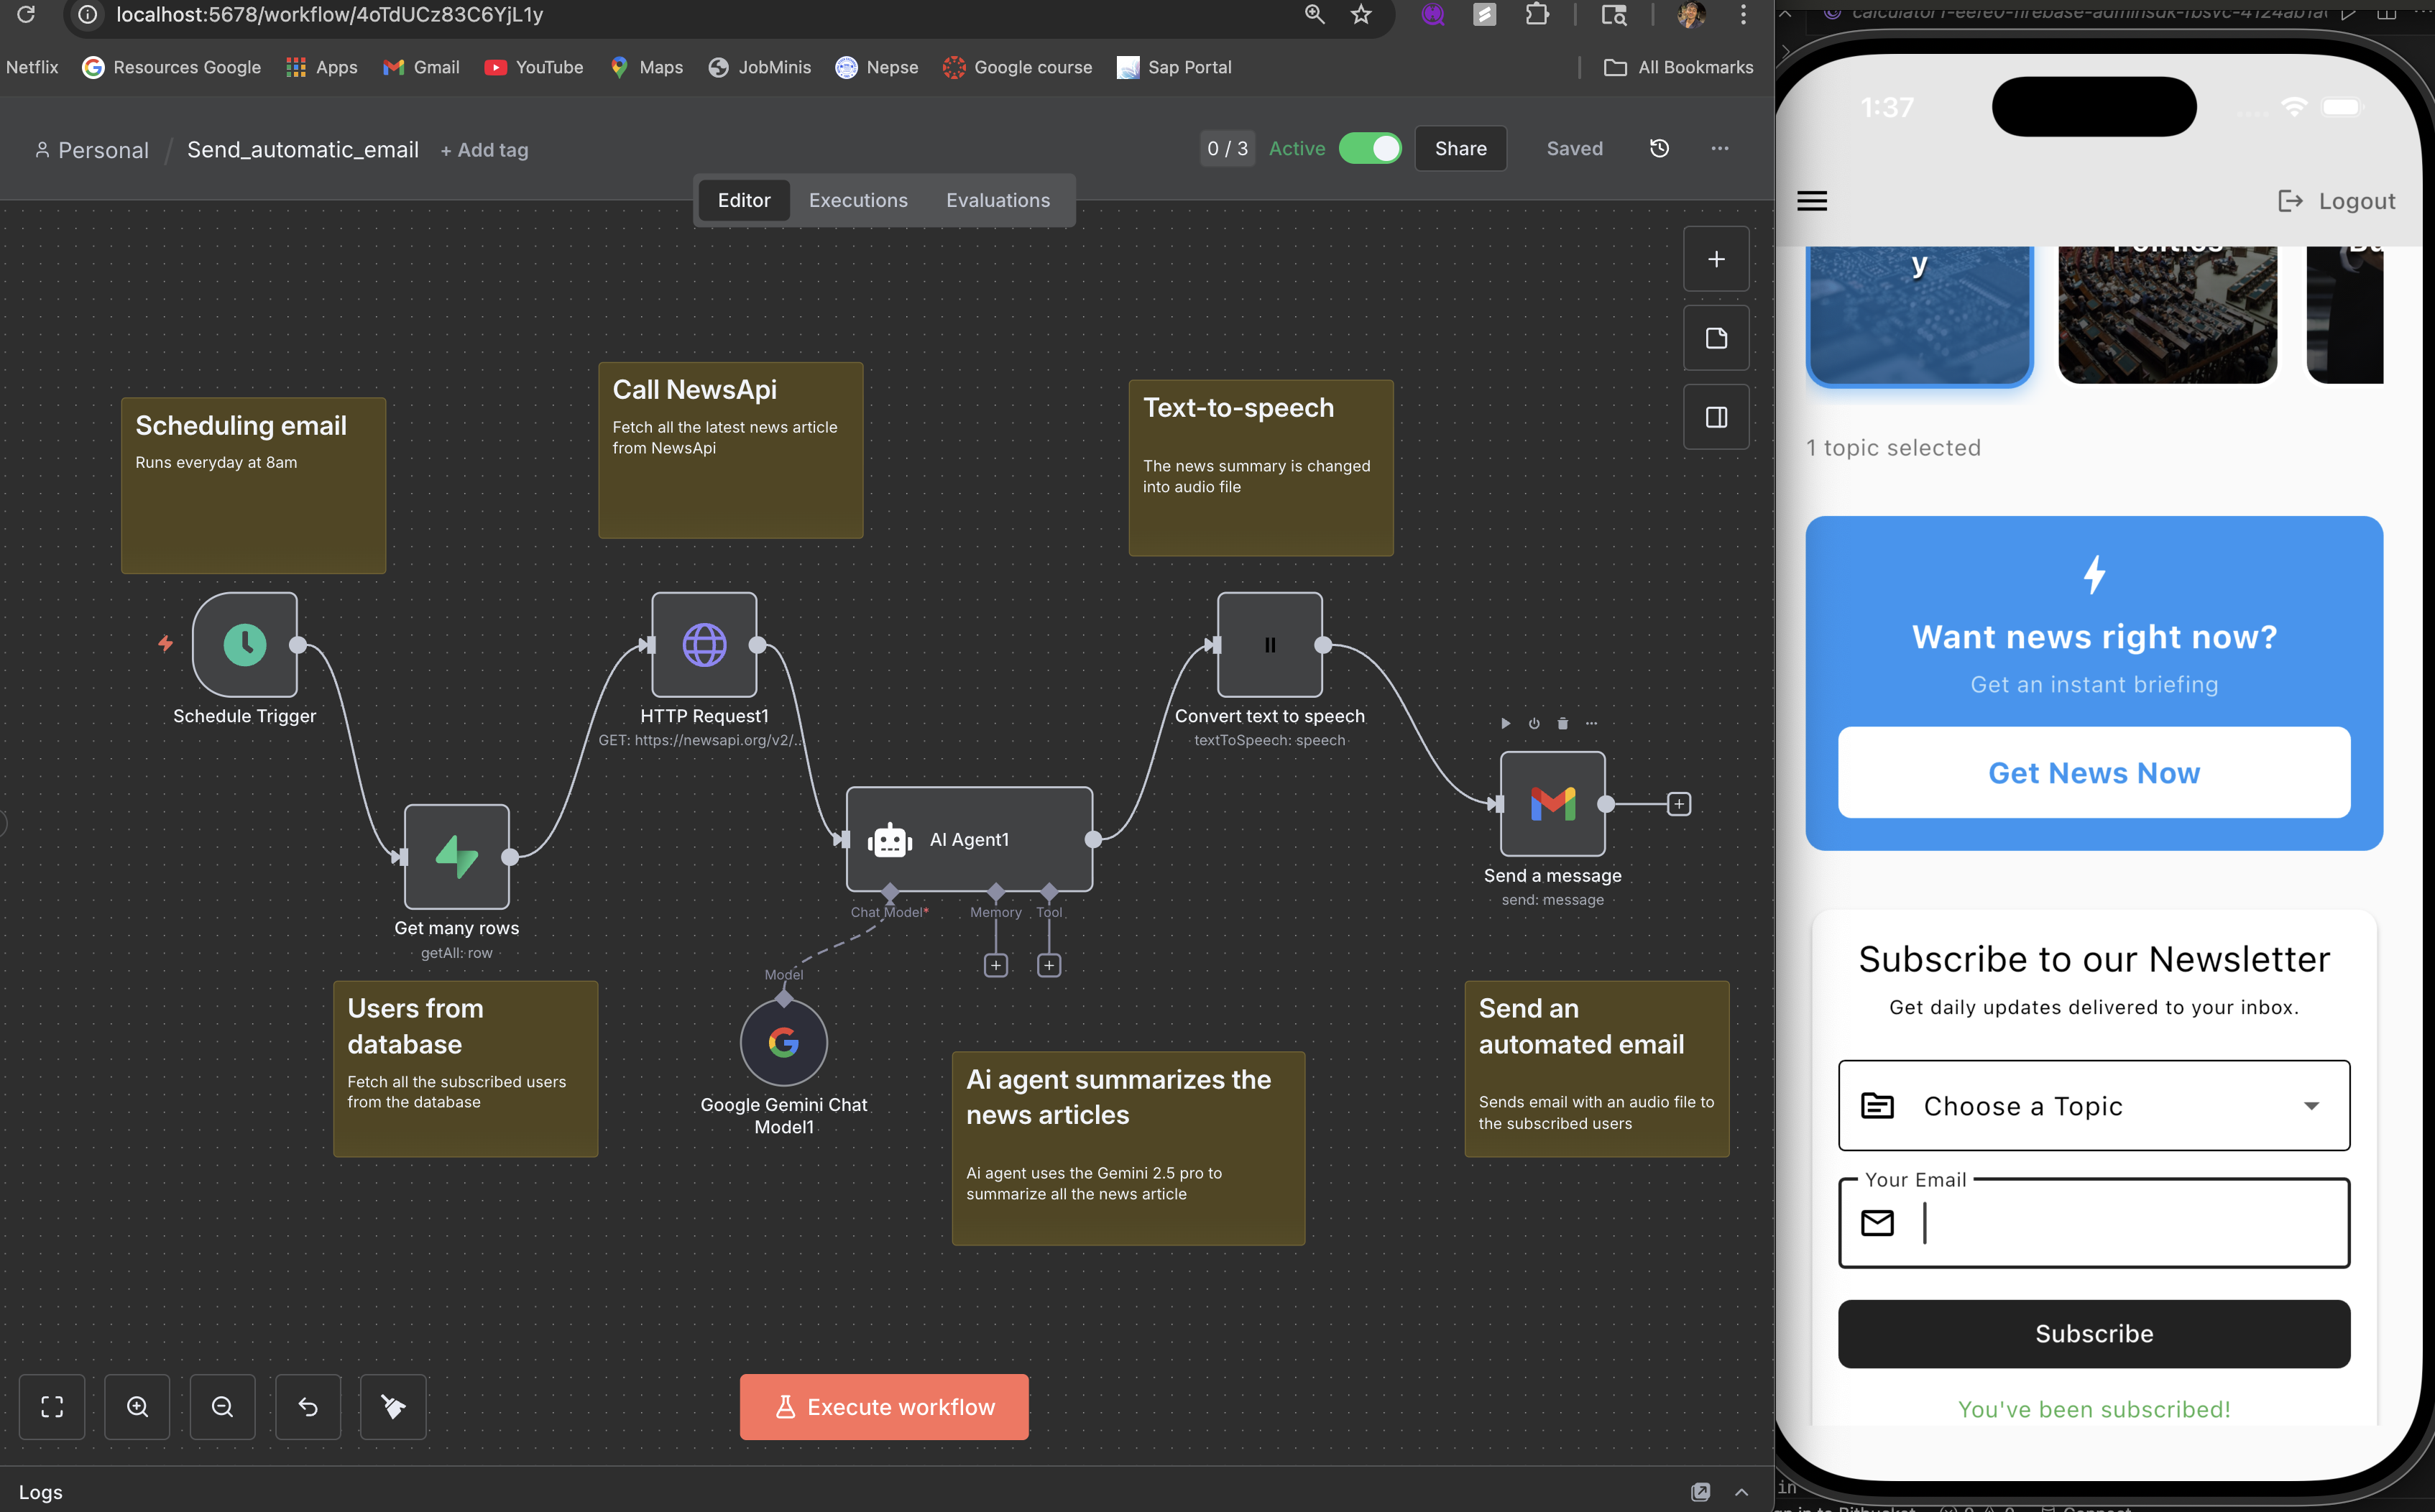 localhost:5678/workflow/4oTdUCz83C6YjL1y
Netflix
Resources Google
Apps
Gmail
YouTube
Maps
JobMinis
Nepse
Google course
Sap Portal
All Bookmarks
Personal / Send_automatic_email + Add tag
0 / 3
Active
Share
Saved
Editor
Executions
Evaluations
Scheduling email
Runs everyday at 8am
Call NewsApi
Fetch all the latest news article
from NewsApi
Text-to-speech
The news summary is changed
into audio file
Schedule Trigger
HTTP Request1
GET: https://newsapi.org/v2/...
Convert text to speech
textToSpeech: speech
AI Agent1
Chat Model*
Memory
Tool
Get many rows
getAll: row
Send a message
send: message
Model
Google Gemini Chat
Model1
Users from
database
Fetch all the subscribed users
from the database
Ai agent summarizes the
news articles
Ai agent uses the Gemini 2.5 pro to
summarize all the news article
Send an
automated email
Sends email with an audio file to
the subscribed users
Execute workflow
Logs
1:37
Logout
y
Politics
1 topic selected
Want news right now?
Get an instant briefing
Get News Now
Subscribe to our Newsletter
Get daily updates delivered to your inbox.
Choose a Topic
Your Email
Subscribe
You've been subscribed!
in